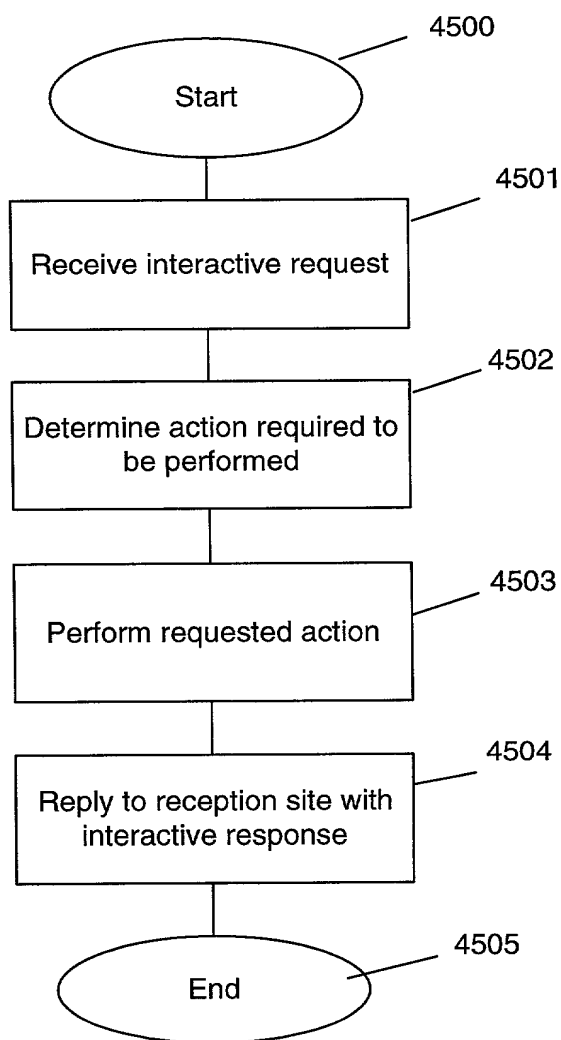 4500
Start
4501
Receive interactive request
4502
Determine action required to
be performed
4503
Perform requested action
4504
Reply to reception site with
interactive response
4505
End